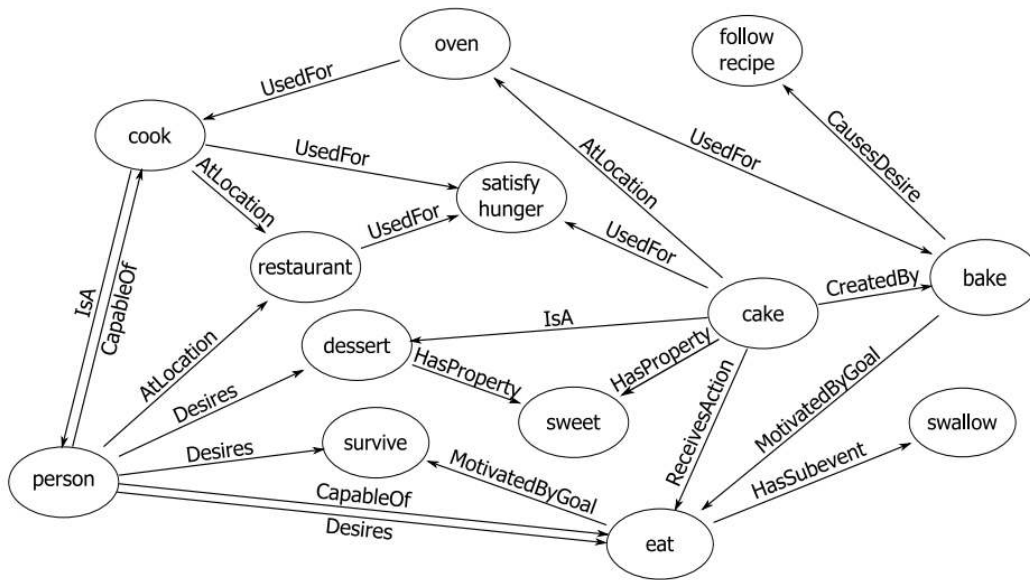 oven
follow
recipe
UsedFor
cook
UsedFor
UsedFor
CausesDesire
AtLocation
AtLocation
satisfy
hunger
UsedFor
UsedFor
restaurant
bake
CreatedBy
cake
IsA
CapableOf
IsA
dessert
HasProperty
HasProperty
AtLocation
Desires
sweet
ReceivesAction
MotivatedByGoal
swallow
survive
Desires
HasSubevent
MotivatedByGoal
person
CapableOf
Desires
eat